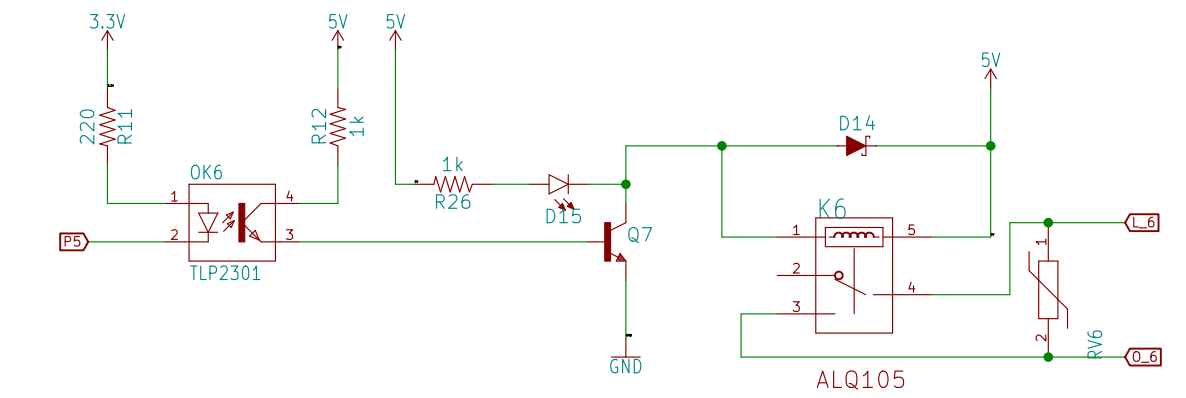 3.3V
5V
5V
5V
220
R11
R12
1k
D14
1k
R26
D15
OK6
1
2
4
3
TLP2301
P5
Q7
GND
K6
1
2
3
5
4
ALQ105
L_6
1
2
RV6
O_6